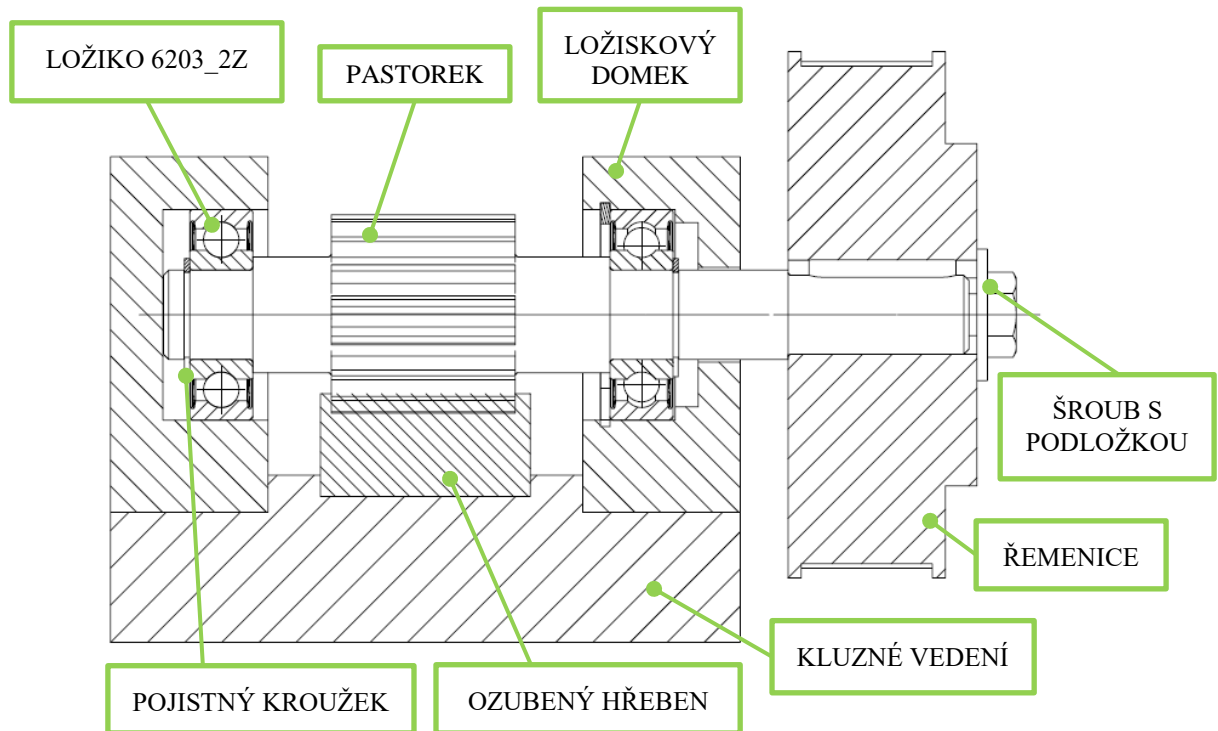 LOŽIKO 6203_2Z
PASTOREK
LOŽISKOVÝ
DOMEK
ŠROUB S
PODLOŽKOU
ŘEMENICE
KLUZNÉ VEDENÍ
POJISTNÝ KROUŽEK
OZUBENÝ HŘEBEN